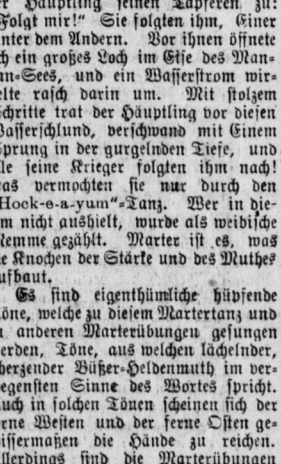 r Häuptling seinen Tapferen zu:
Folgt mir!“ Sie folgten ihm, Einer
nter dem Andern. Vor ihnen öffnete
ch ein großes Loch im Eise des Man-
an-Sees, und ein Wasserstrom wir-
elte rasch darin um. Mit stolzem
Schritte trat der Häuptling vor diesen
Wasserschlund, verschwand mit Einem
Sprung in der gurgelnden Tiefe, und
lle seine Krieger folgten ihm nach!
as vermochten sie nur durch den
Hock-e-a-yum“-Tanz. Wer in die-
m nicht aushielt, wurde als weibische
Memme gezählt. Marter ist es, was
ie Knochen der Stärke und des Muthes
ufbaut.
Es sind eigenthümliche hüpfende
öne, welche zu diesem Martertanz und
u anderen Marterübungen gesungen
erden, Töne, aus welchen lächelnder,
cherzender Büßer-Heldenmuth im ver-
egensten Sinne des Wortes spricht.
Auch in solchen Tönen scheinen sich der
erne Westen und der ferne Osten ge-
issermaßen die Hände zu reichen.
Allerdings sind die Marterübungen